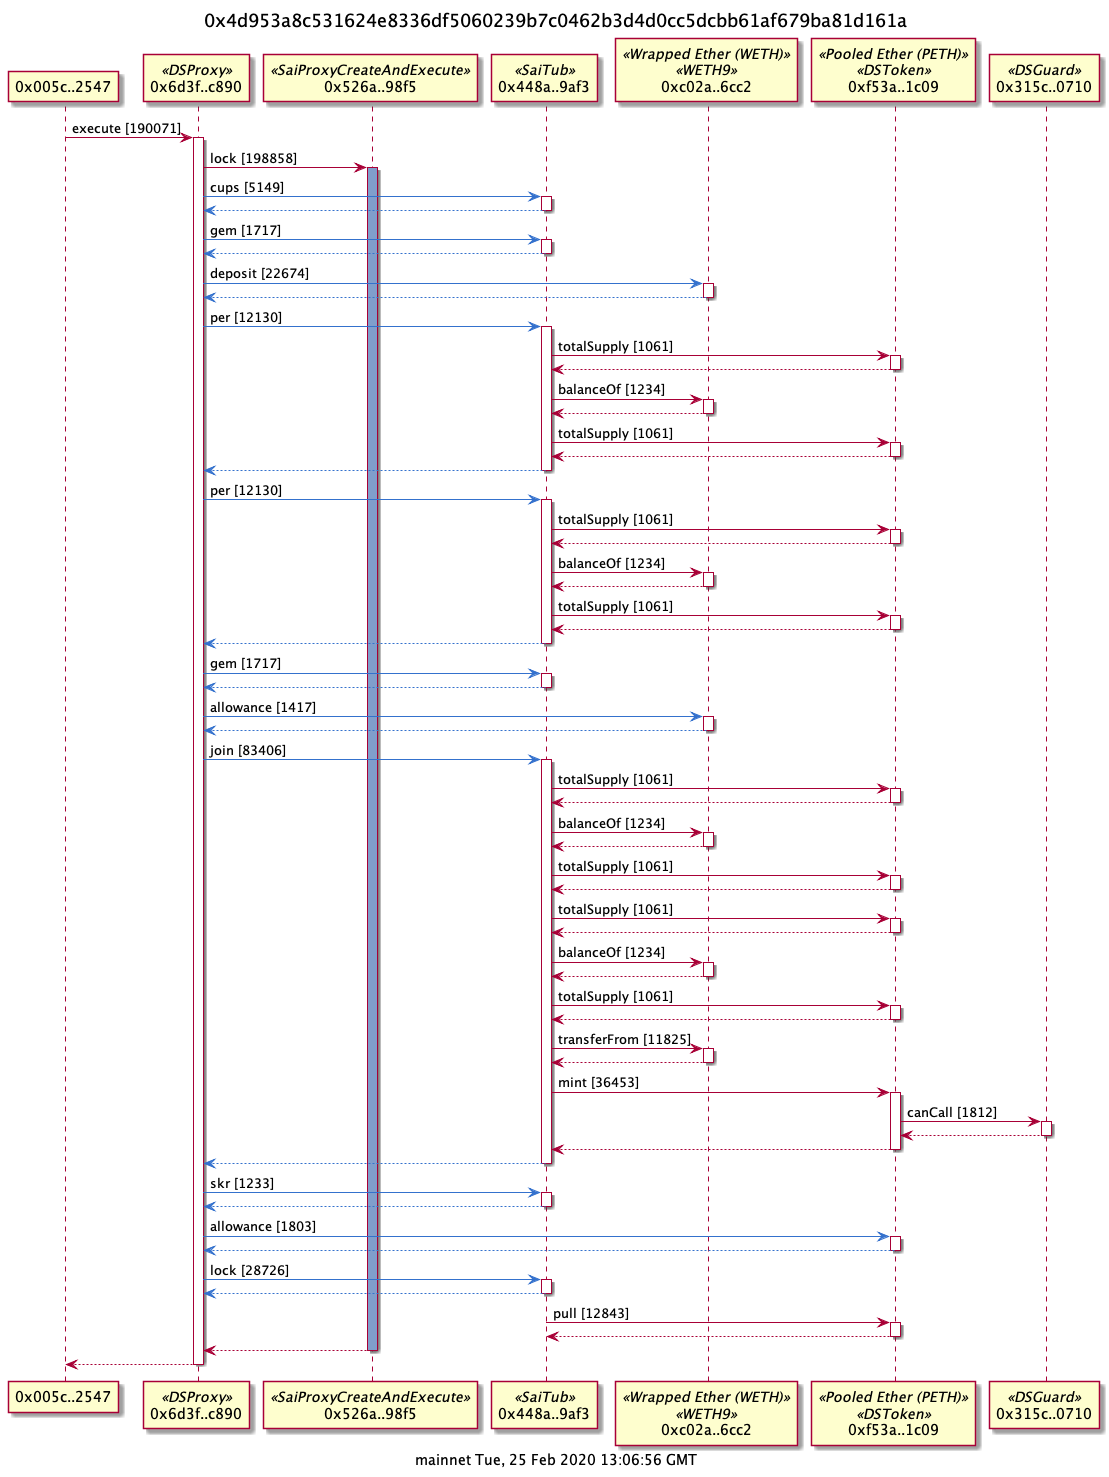 0x4d953a8c531624e8336df5060239b7c0462b3d4d0cc5dcbb61af679ba81d161a
0x005c..2547
«DSProxy»
0x6d3f..c890
«SaiProxyCreateAndExecute»
0x526a..98f5
«SaiTub»
0x448a..9af3
«Wrapped Ether (WETH)»
«WETH9»
0xc02a..6cc2
«Pooled Ether (PETH)»
«DSToken»
0xf53a..1c09
«DSGuard»
0x315c..0710
execute [190071]
lock [198858]
cups [5149]
gem [1717]
deposit [22674]
per [12130]
totalSupply [1061]
balanceOf [1234]
totalSupply [1061]
per [12130]
totalSupply [1061]
balanceOf [1234]
totalSupply [1061]
gem [1717]
allowance [1417]
join [83406]
totalSupply [1061]
balanceOf [1234]
totalSupply [1061]
totalSupply [1061]
balanceOf [1234]
totalSupply [1061]
transferFrom [11825]
mint [36453]
canCall [1812]
skr [1233]
allowance [1803]
lock [28726]
pull [12843]
0x005c..2547
«DSProxy»
0x6d3f..c890
«SaiProxyCreateAndExecute»
0x526a..98f5
«SaiTub»
0x448a..9af3
«Wrapped Ether (WETH)»
«WETH9»
0xc02a..6cc2
«Pooled Ether (PETH)»
«DSToken»
0xf53a..1c09
«DSGuard»
0x315c..0710
mainnet Tue, 25 Feb 2020 13:06:56 GMT